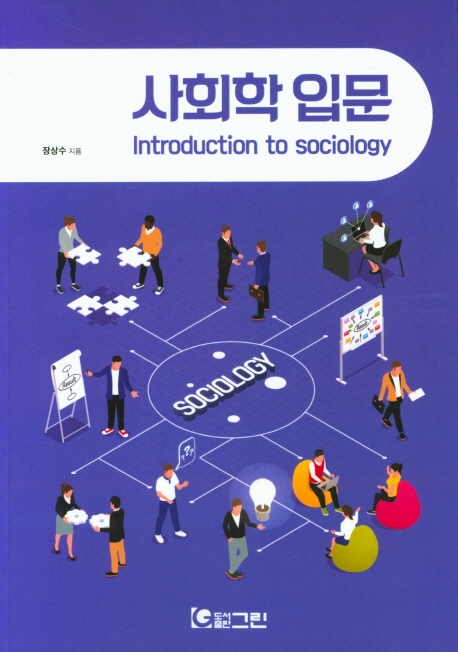 사회학 입문
Introduction to sociology
장상수 지음
SOCIOLOGY
Result
???
도서
출판
그린